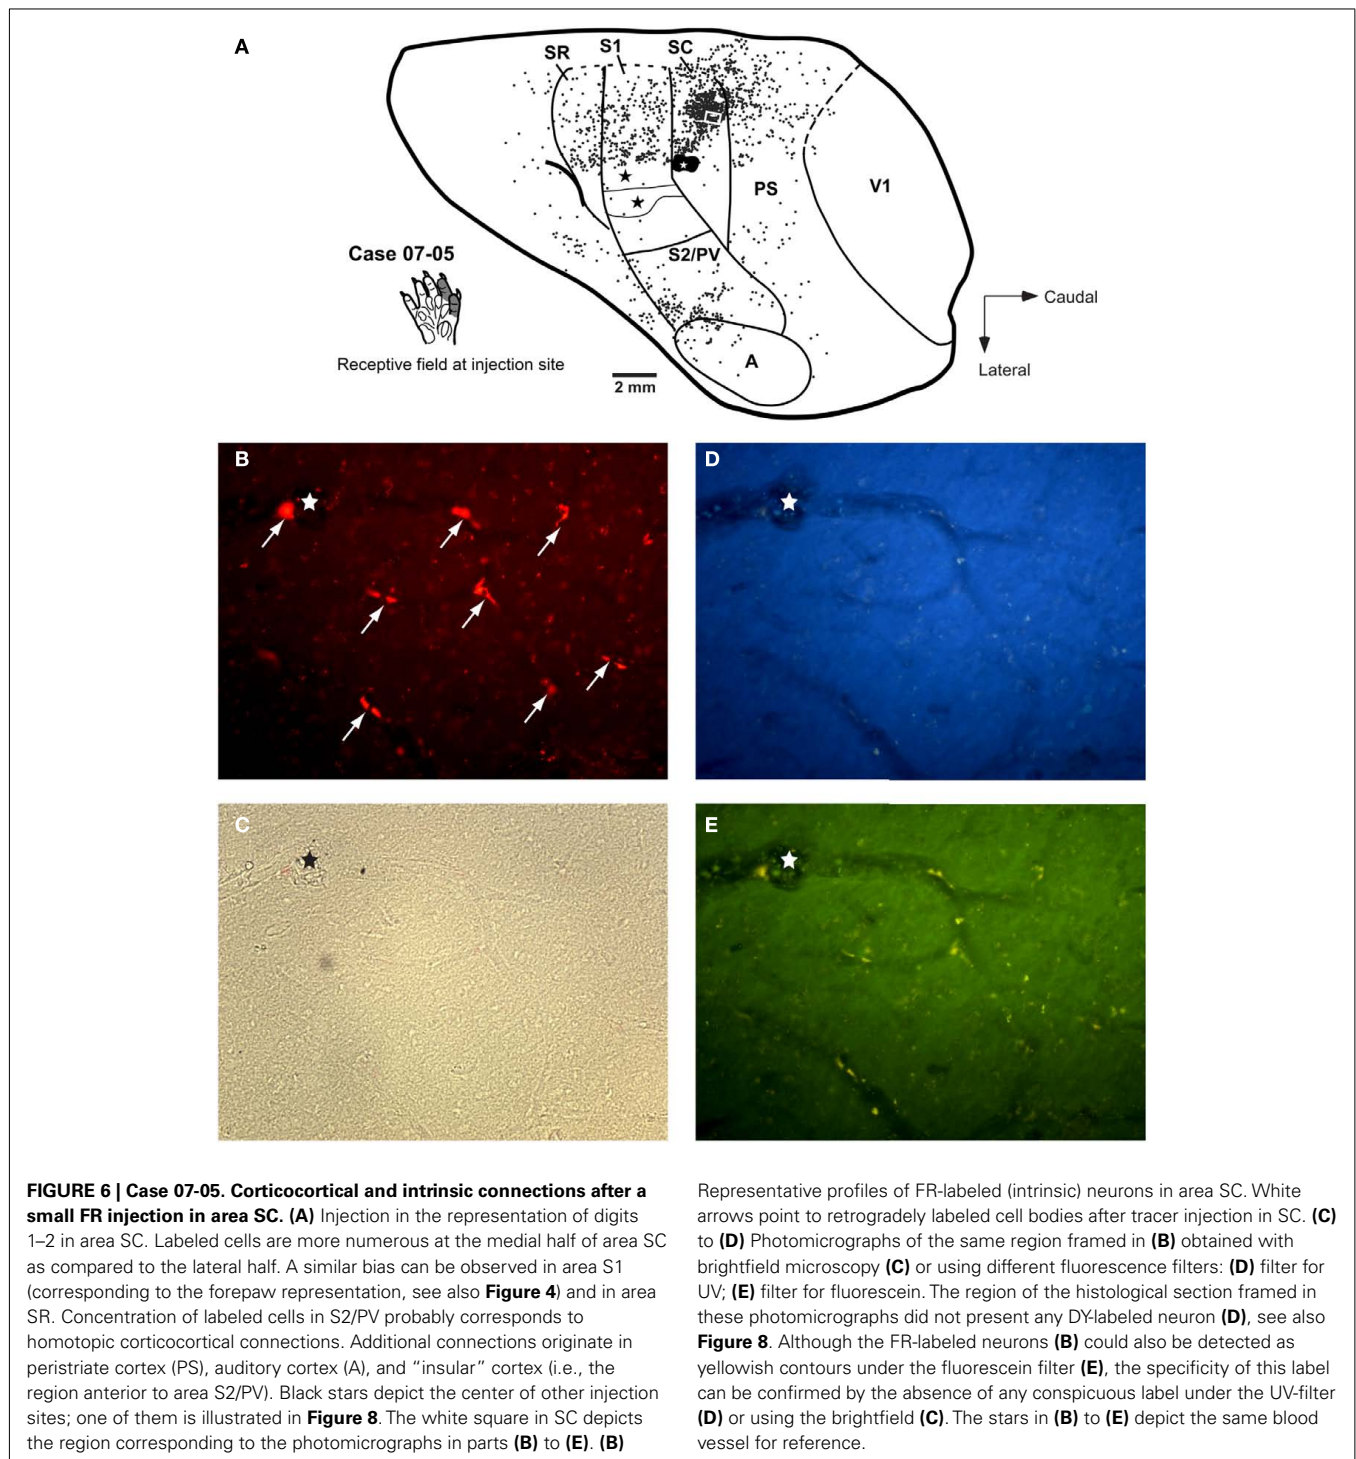 A
SR
S1
SC
PS
V1
S2/PV
A
Case 07-05
Receptive field at injection site
2 mm
Caudal
Lateral
B
D
C
E
FIGURE 6 | Case 07-05. Corticocortical and intrinsic connections after a
small FR injection in area SC. (A) Injection in the representation of digits
1–2 in area SC. Labeled cells are more numerous at the medial half of area SC
as compared to the lateral half. A similar bias can be observed in area S1
(corresponding to the forepaw representation, see also Figure 4) and in area
SR. Concentration of labeled cells in S2/PV probably corresponds to
homotopic corticocortical connections. Additional connections originate in
peristriate cortex (PS), auditory cortex (A), and “insular” cortex (i.e., the
region anterior to area S2/PV). Black stars depict the center of other injection
sites; one of them is illustrated in Figure 8. The white square in SC depicts
the region corresponding to the photomicrographs in parts (B) to (E). (B)
Representative profiles of FR-labeled (intrinsic) neurons in area SC. White
arrows point to retrogradely labeled cell bodies after tracer injection in SC. (C)
to (D) Photomicrographs of the same region framed in (B) obtained with
brightfield microscopy (C) or using different fluorescence filters: (D) filter for
UV; (E) filter for fluorescein. The region of the histological section framed in
these photomicrographs did not present any DY-labeled neuron (D), see also
Figure 8. Although the FR-labeled neurons (B) could also be detected as
yellowish contours under the fluorescein filter (E), the specificity of this label
can be confirmed by the absence of any conspicuous label under the UV-filter
(D) or using the brightfield (C). The stars in (B) to (E) depict the same blood
vessel for reference.